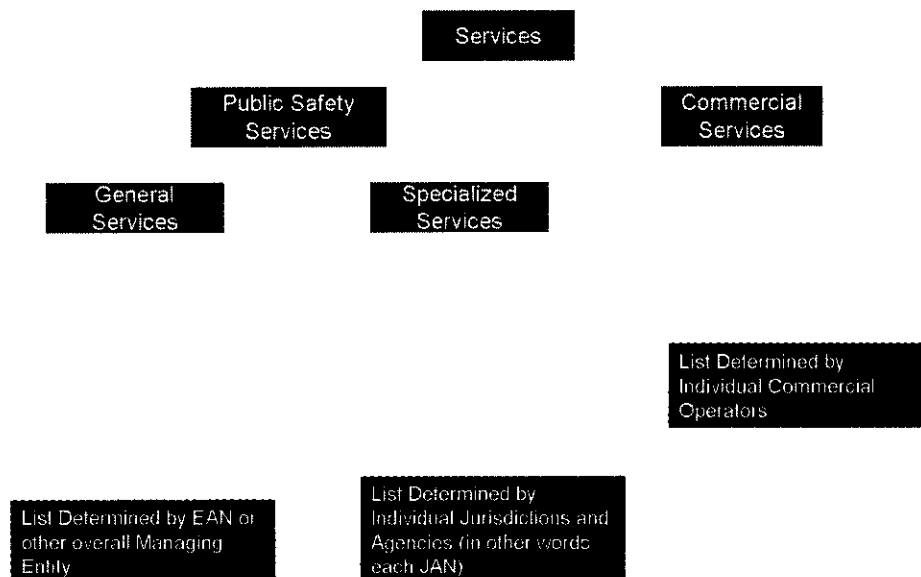 Services
Public Safety
Services
Commercial
Services
General
Services
Specialized
Services
List Determined by
Individual Commercial
Operators
List Determined by EAN or
other overall Managing
Entity
List Determined by
Individual Jurisdictions and
Agencies (in other words
each JAN)